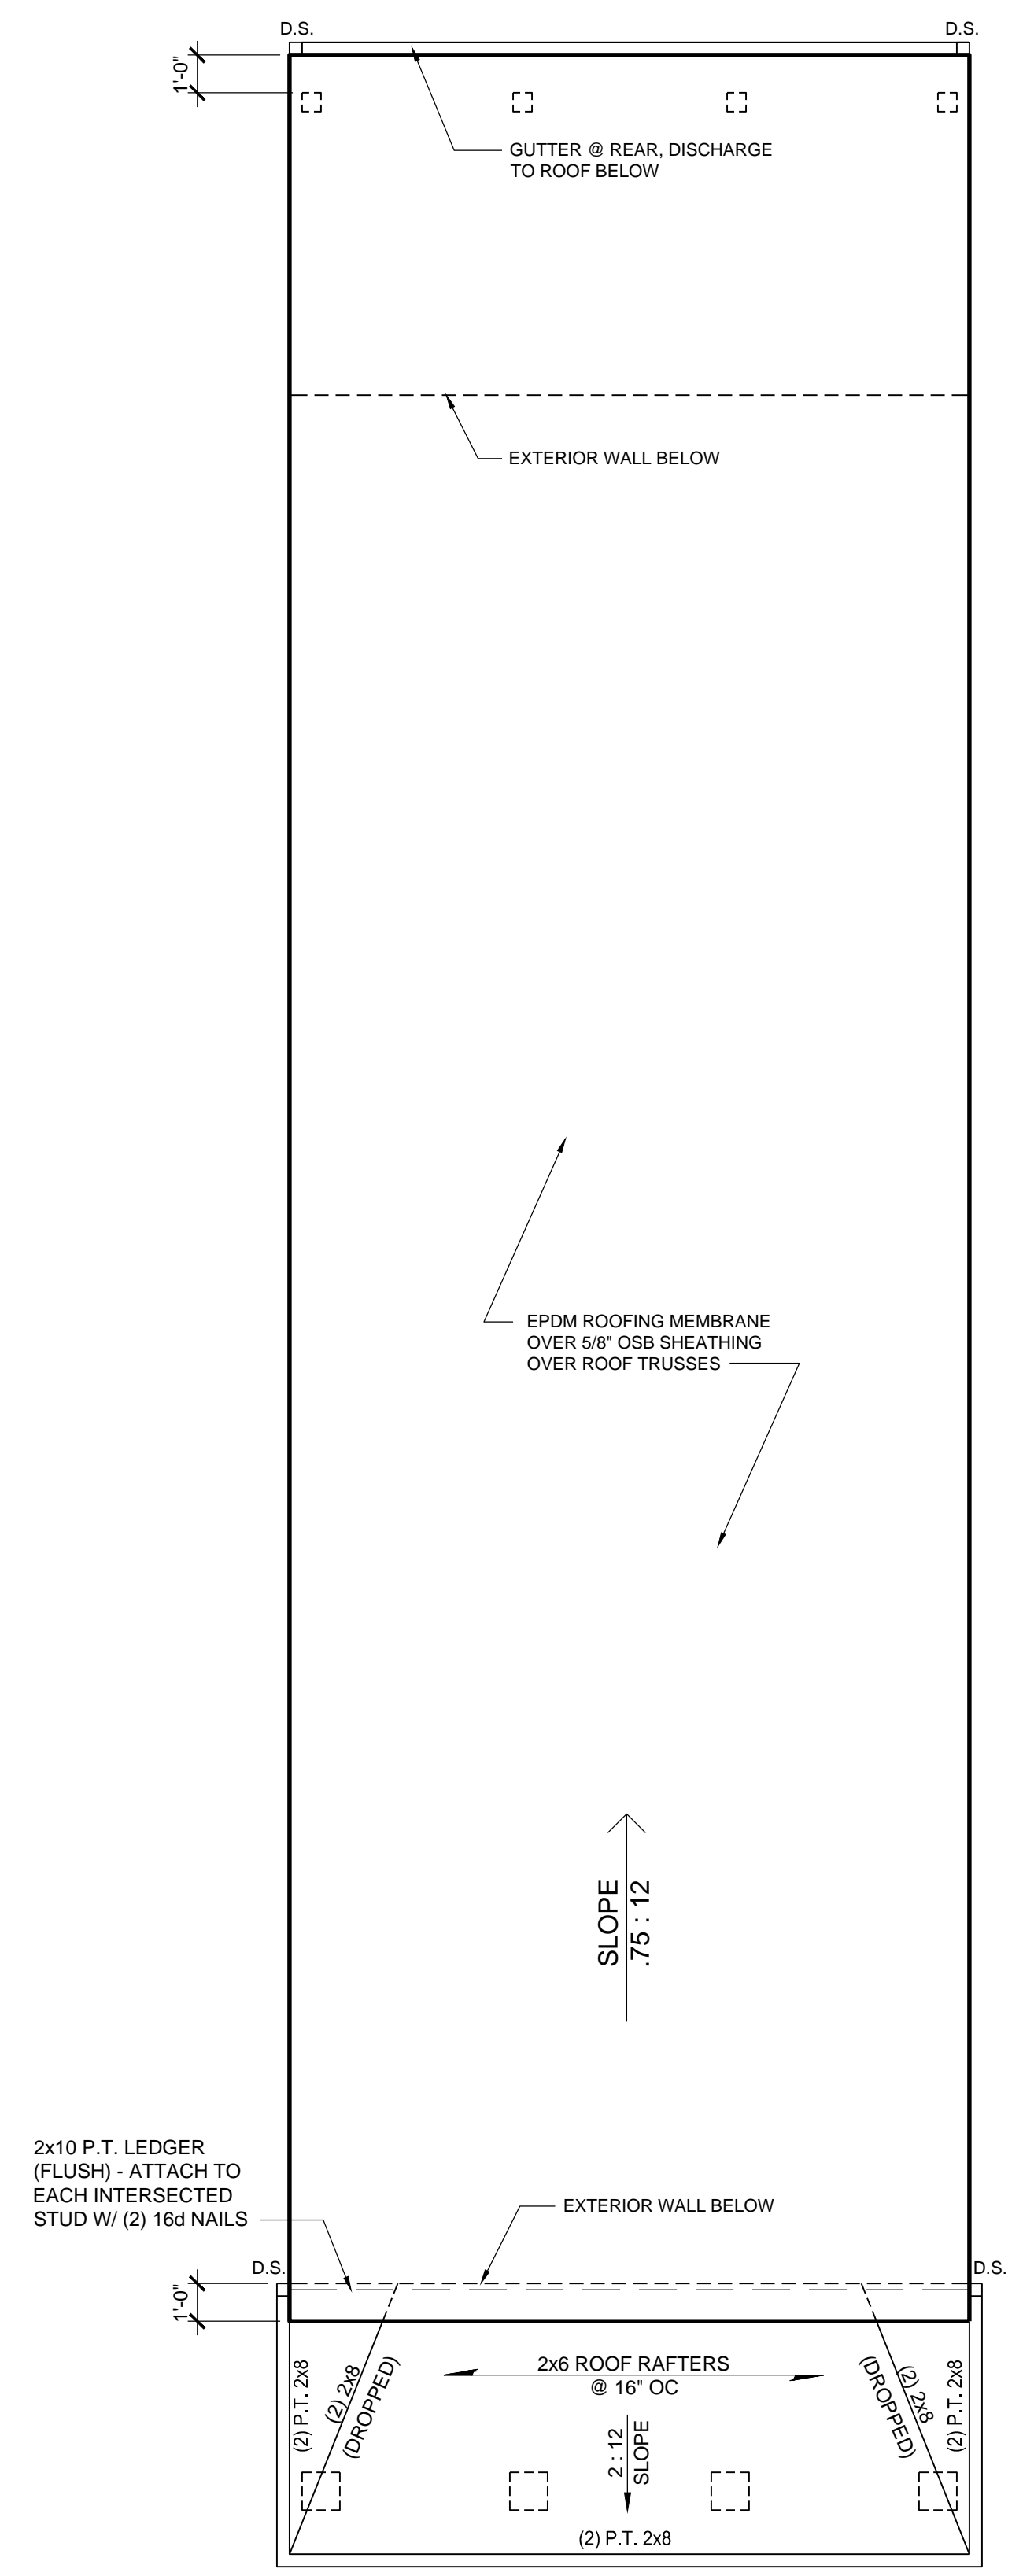 D.S.
D.S.
1'-0"
GUTTER @ REAR, DISCHARGE
TO ROOF BELOW
EXTERIOR WALL BELOW
EPDM ROOFING MEMBRANE
OVER 5/8" OSB SHEATHING
OVER ROOF TRUSSES
SLOPE
.75 : 12
2x10 P.T. LEDGER
(FLUSH) - ATTACH TO
EACH INTERSECTED
STUD W/ (2) 16d NAILS
EXTERIOR WALL BELOW
D.S.
D.S.
1'-0"
(2) P.T. 2x8
(2) 2x8
(DROPPED)
2x6 ROOF RAFTERS
@ 16" OC
(DROPPED)
(2) 2x8
(2) P.T. 2x8
2 : 12
SLOPE
(2) P.T. 2x8